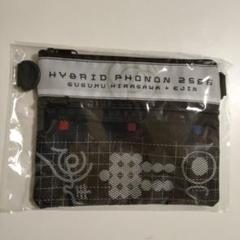 HYBRID PHONON 2566
SUSUMU HIRASAWA + EJIN